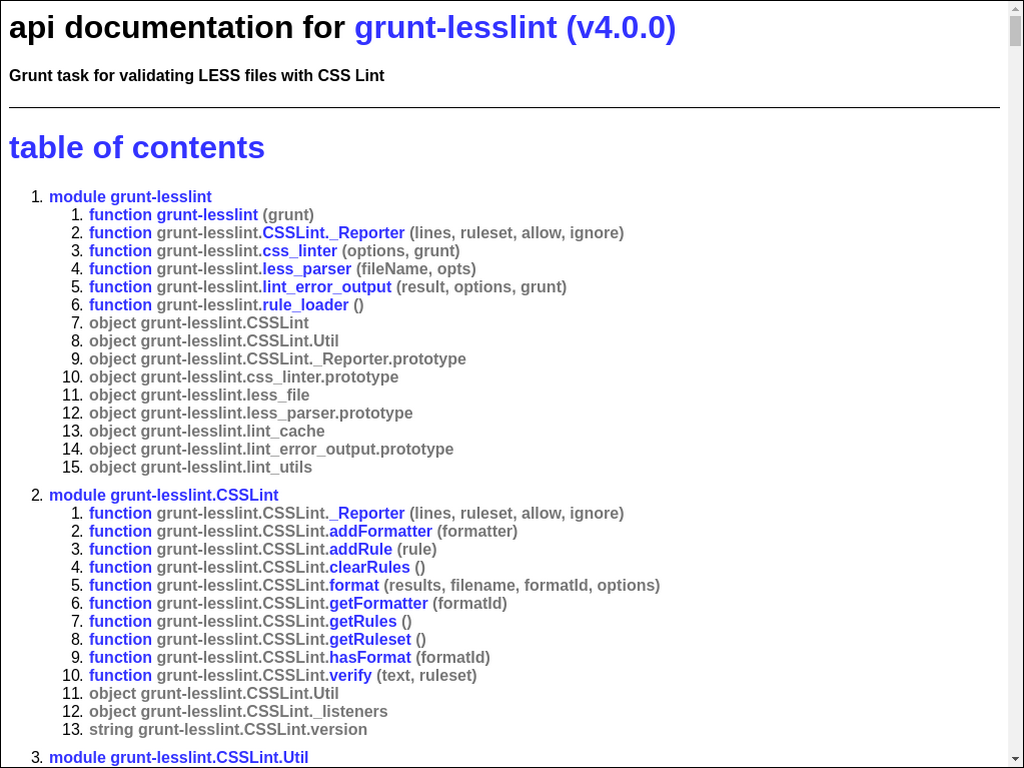 api documentation for grunt-lesslint (v4.0.0)
Grunt task for validating LESS files with CSS Lint
table of contents
1. module grunt-lesslint
1. function grunt-lesslint (grunt)
2. function grunt-lesslint.CSSLint._Reporter (lines, ruleset, allow, ignore)
3. function grunt-lesslint.css_linter (options, grunt)
4. function grunt-lesslint.less_parser (fileName, opts)
5. function grunt-lesslint.lint_error_output (result, options, grunt)
6. function grunt-lesslint.rule_loader ()
7. object grunt-lesslint.CSSLint
8. object grunt-lesslint.CSSLint.Util
9. object grunt-lesslint.CSSLint._Reporter.prototype
10. object grunt-lesslint.css_linter.prototype
11. object grunt-lesslint.less_file
12. object grunt-lesslint.less_parser.prototype
13. object grunt-lesslint.lint_cache
14. object grunt-lesslint.lint_error_output.prototype
15. object grunt-lesslint.lint_utils
2. module grunt-lesslint.CSSLint
1. function grunt-lesslint.CSSLint._Reporter (lines, ruleset, allow, ignore)
2. function grunt-lesslint.CSSLint.addFormatter (formatter)
3. function grunt-lesslint.CSSLint.addRule (rule)
4. function grunt-lesslint.CSSLint.clearRules ()
5. function grunt-lesslint.CSSLint.format (results, filename, formatId, options)
6. function grunt-lesslint.CSSLint.getFormatter (formatId)
7. function grunt-lesslint.CSSLint.getRules ()
8. function grunt-lesslint.CSSLint.getRuleset ()
9. function grunt-lesslint.CSSLint.hasFormat (formatId)
10. function grunt-lesslint.CSSLint.verify (text, ruleset)
11. object grunt-lesslint.CSSLint.Util
12. object grunt-lesslint.CSSLint._listeners
13. string grunt-lesslint.CSSLint.version
3. module grunt-lesslint.CSSLint.Util